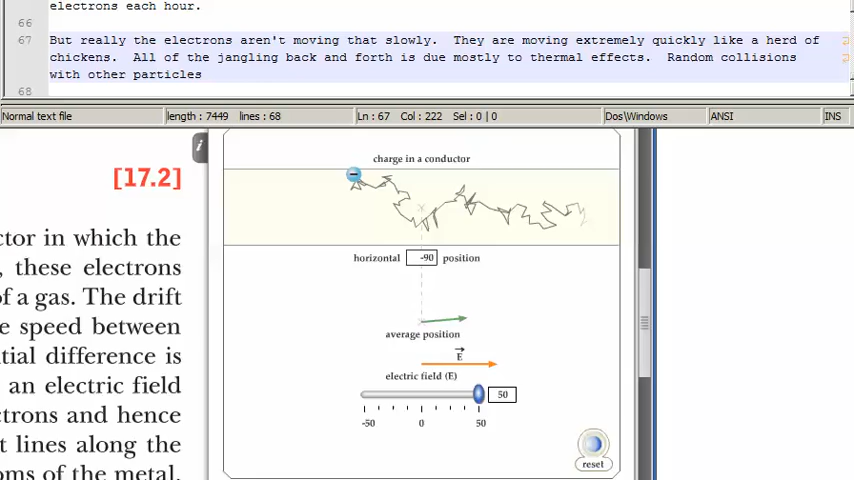 electrons each hour.
66
67 But really the electrons aren't moving that slowly.  They are moving extremely quickly like a herd of
chickens.  All of the jangling back and forth is due mostly to thermal effects.  Random collisions
with other particles
68
Normal text file length : 7449 lines : 68 Ln : 67 Col : 222 Sel : 0 | 0 Dos\Windows ANSI INS
i
charge in a conductor
[17.2]
ctor in which the
horizontal -90 position
, these electrons
of a gas. The drift
e speed between
average position
tial difference is
E
an electric field
electric field (E)
50
ctrons and hence
-50 0 50
t lines along the
reset
oms of the metal.